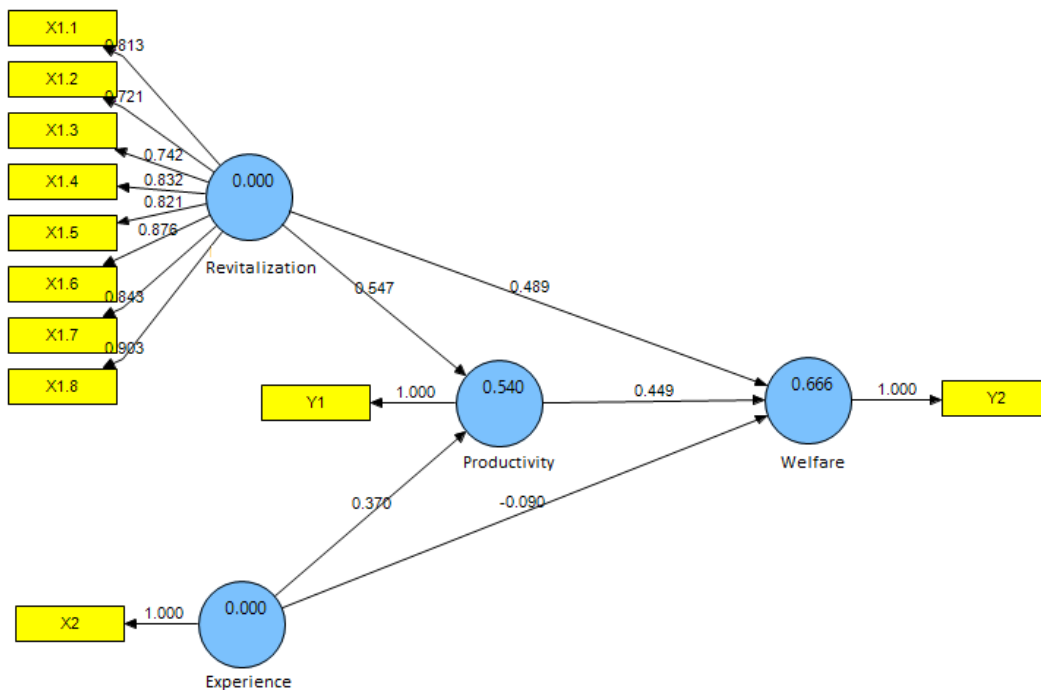 X1.1
0.813
X1.2
0.721
X1.3
0.742
X1.4
0.832
0.821
X1.5
0.876
X1.6
0.843
X1.7
0.903
X1.8
0.000
Revitalization
0.547
0.489
Y1
1.000
0.540
Productivity
0.449
0.666
Welfare
1.000
Y2
0.370
-0.090
X2
1.000
0.000
Experience